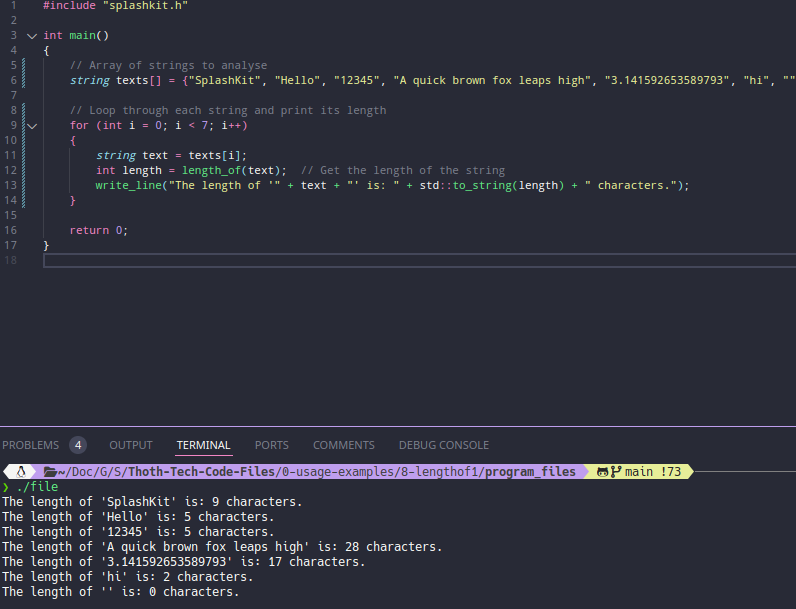 1 #include "splashkit.h"
2
3 int main()
4 {
5 // Array of strings to analyse
6 string texts[] = {"SplashKit", "Hello", "12345", "A quick brown fox leaps high", "3.141592653589793", "hi", ""
7
8 // Loop through each string and print its length
9 for (int i = 0; i < 7; i++)
10 {
11 string text = texts[i];
12 int length = length_of(text);  // Get the length of the string
13 write_line("The length of '" + text + "' is: " + std::to_string(length) + " characters.");
14 }
15
16 return 0;
17 }
18
PROBLEMS 4 OUTPUT TERMINAL PORTS COMMENTS DEBUG CONSOLE
~/Doc/G/S/Thoth-Tech-Code-Files/0-usage-examples/8-lengthof1/program_files main !73
❯ ./file
The length of 'SplashKit' is: 9 characters.
The length of 'Hello' is: 5 characters.
The length of '12345' is: 5 characters.
The length of 'A quick brown fox leaps high' is: 28 characters.
The length of '3.141592653589793' is: 17 characters.
The length of 'hi' is: 2 characters.
The length of '' is: 0 characters.